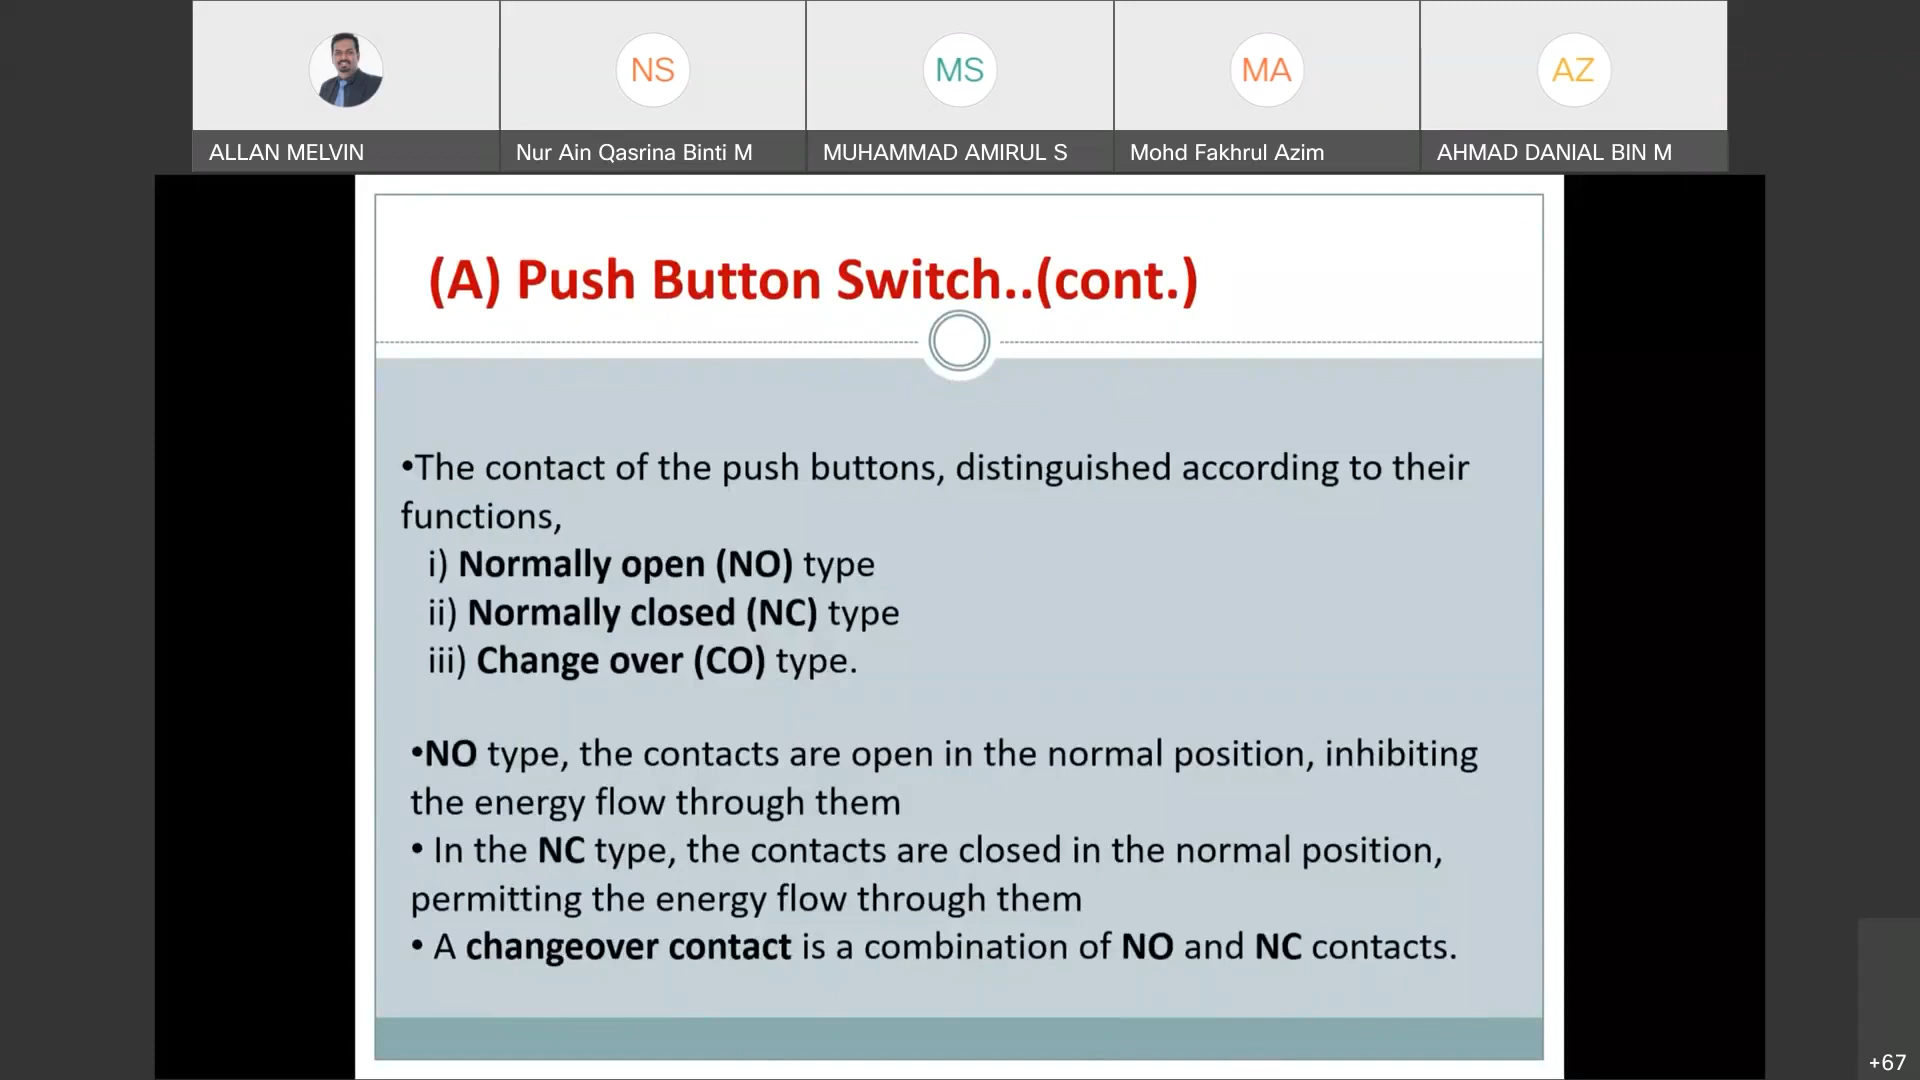 NS
MS
MA
AZ
ALLAN MELVIN
Nur Ain Qasrina Binti M
MUHAMMAD AMIRUL S
Mohd Fakhrul Azim
AHMAD DANIAL BIN M
(A) Push Button Switch..(cont.)
•The contact of the push buttons, distinguished according to their
functions,
i) Normally open (NO) type
ii) Normally closed (NC) type
iii) Change over (CO) type.
•NO type, the contacts are open in the normal position, inhibiting
the energy flow through them
• In the NC type, the contacts are closed in the normal position,
permitting the energy flow through them
• A changeover contact is a combination of NO and NC contacts.
+67